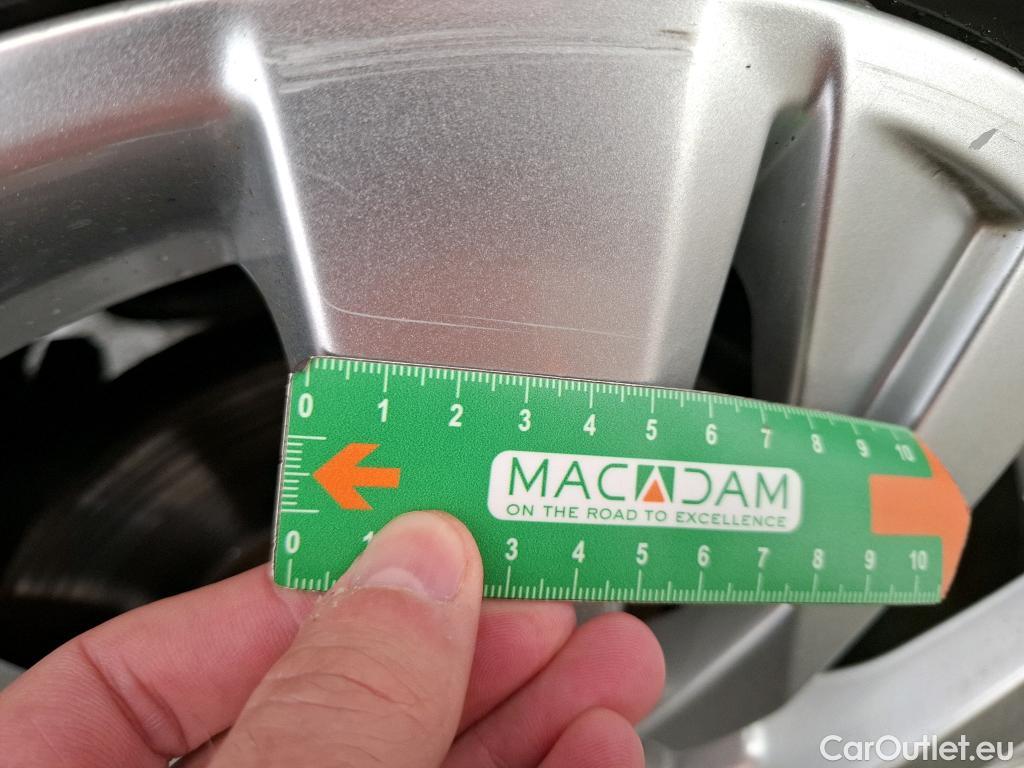 0 1 2 3 4 5 6 7 8 9 10
MACADAM
ON THE ROAD TO EXCELLENCE
0 1 3 4 5 6 7 8 9 10
CarOutlet.eu